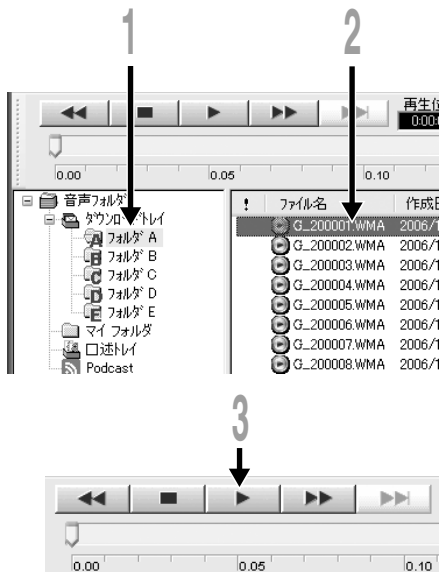 1 2
再生位
0:00:0
0.00 0.05 0.10
音声フォルダ
ダウンロードトレイ
フォルダ A
フォルダ B
フォルダ C
フォルダ D
フォルダ E
マイ フォルダ
口述トレイ
Podcast
! ファイル名 作成日
G_200001.WMA 2006/1
G_200002.WMA 2006/1
G_200003.WMA 2006/1
G_200004.WMA 2006/1
G_200005.WMA 2006/1
G_200006.WMA 2006/1
G_200007.WMA 2006/1
G_200008.WMA 2006/1
3
0.00 0.05 0.10